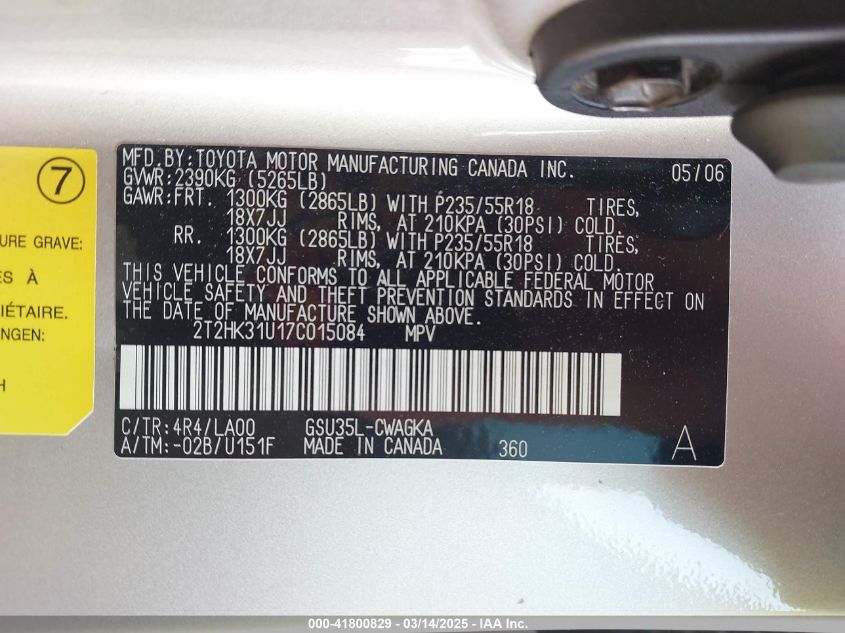 7
URE GRAVE:
ES À
IÉTAIRE.
NGEN:
H
MFD.BY:TOYOTA MOTOR MANUFACTURING CANADA INC. 05/06
GVWR:2390KG (5265LB)
GAWR:FRT. 1300KG (2865LB) WITH P235/55R18 TIRES,
18X7JJ RIMS, AT 210KPA (30PSI) COLD.
RR. 1300KG (2865LB) WITH P235/55R18 TIRES,
18X7JJ RIMS, AT 210KPA (30PSI) COLD.
THIS VEHICLE CONFORMS TO ALL APPLICABLE FEDERAL MOTOR
VEHICLE SAFETY AND THEFT PREVENTION STANDARDS IN EFFECT ON
THE DATE OF MANUFACTURE SHOWN ABOVE.
2T2HK31U17C015084 MPV
C/TR:4R4/LA00 GSU35L-CWAGKA
A/TM:-02B/U151F MADE IN CANADA 360 A
000-41800829 - 03/14/2025 - IAA Inc.